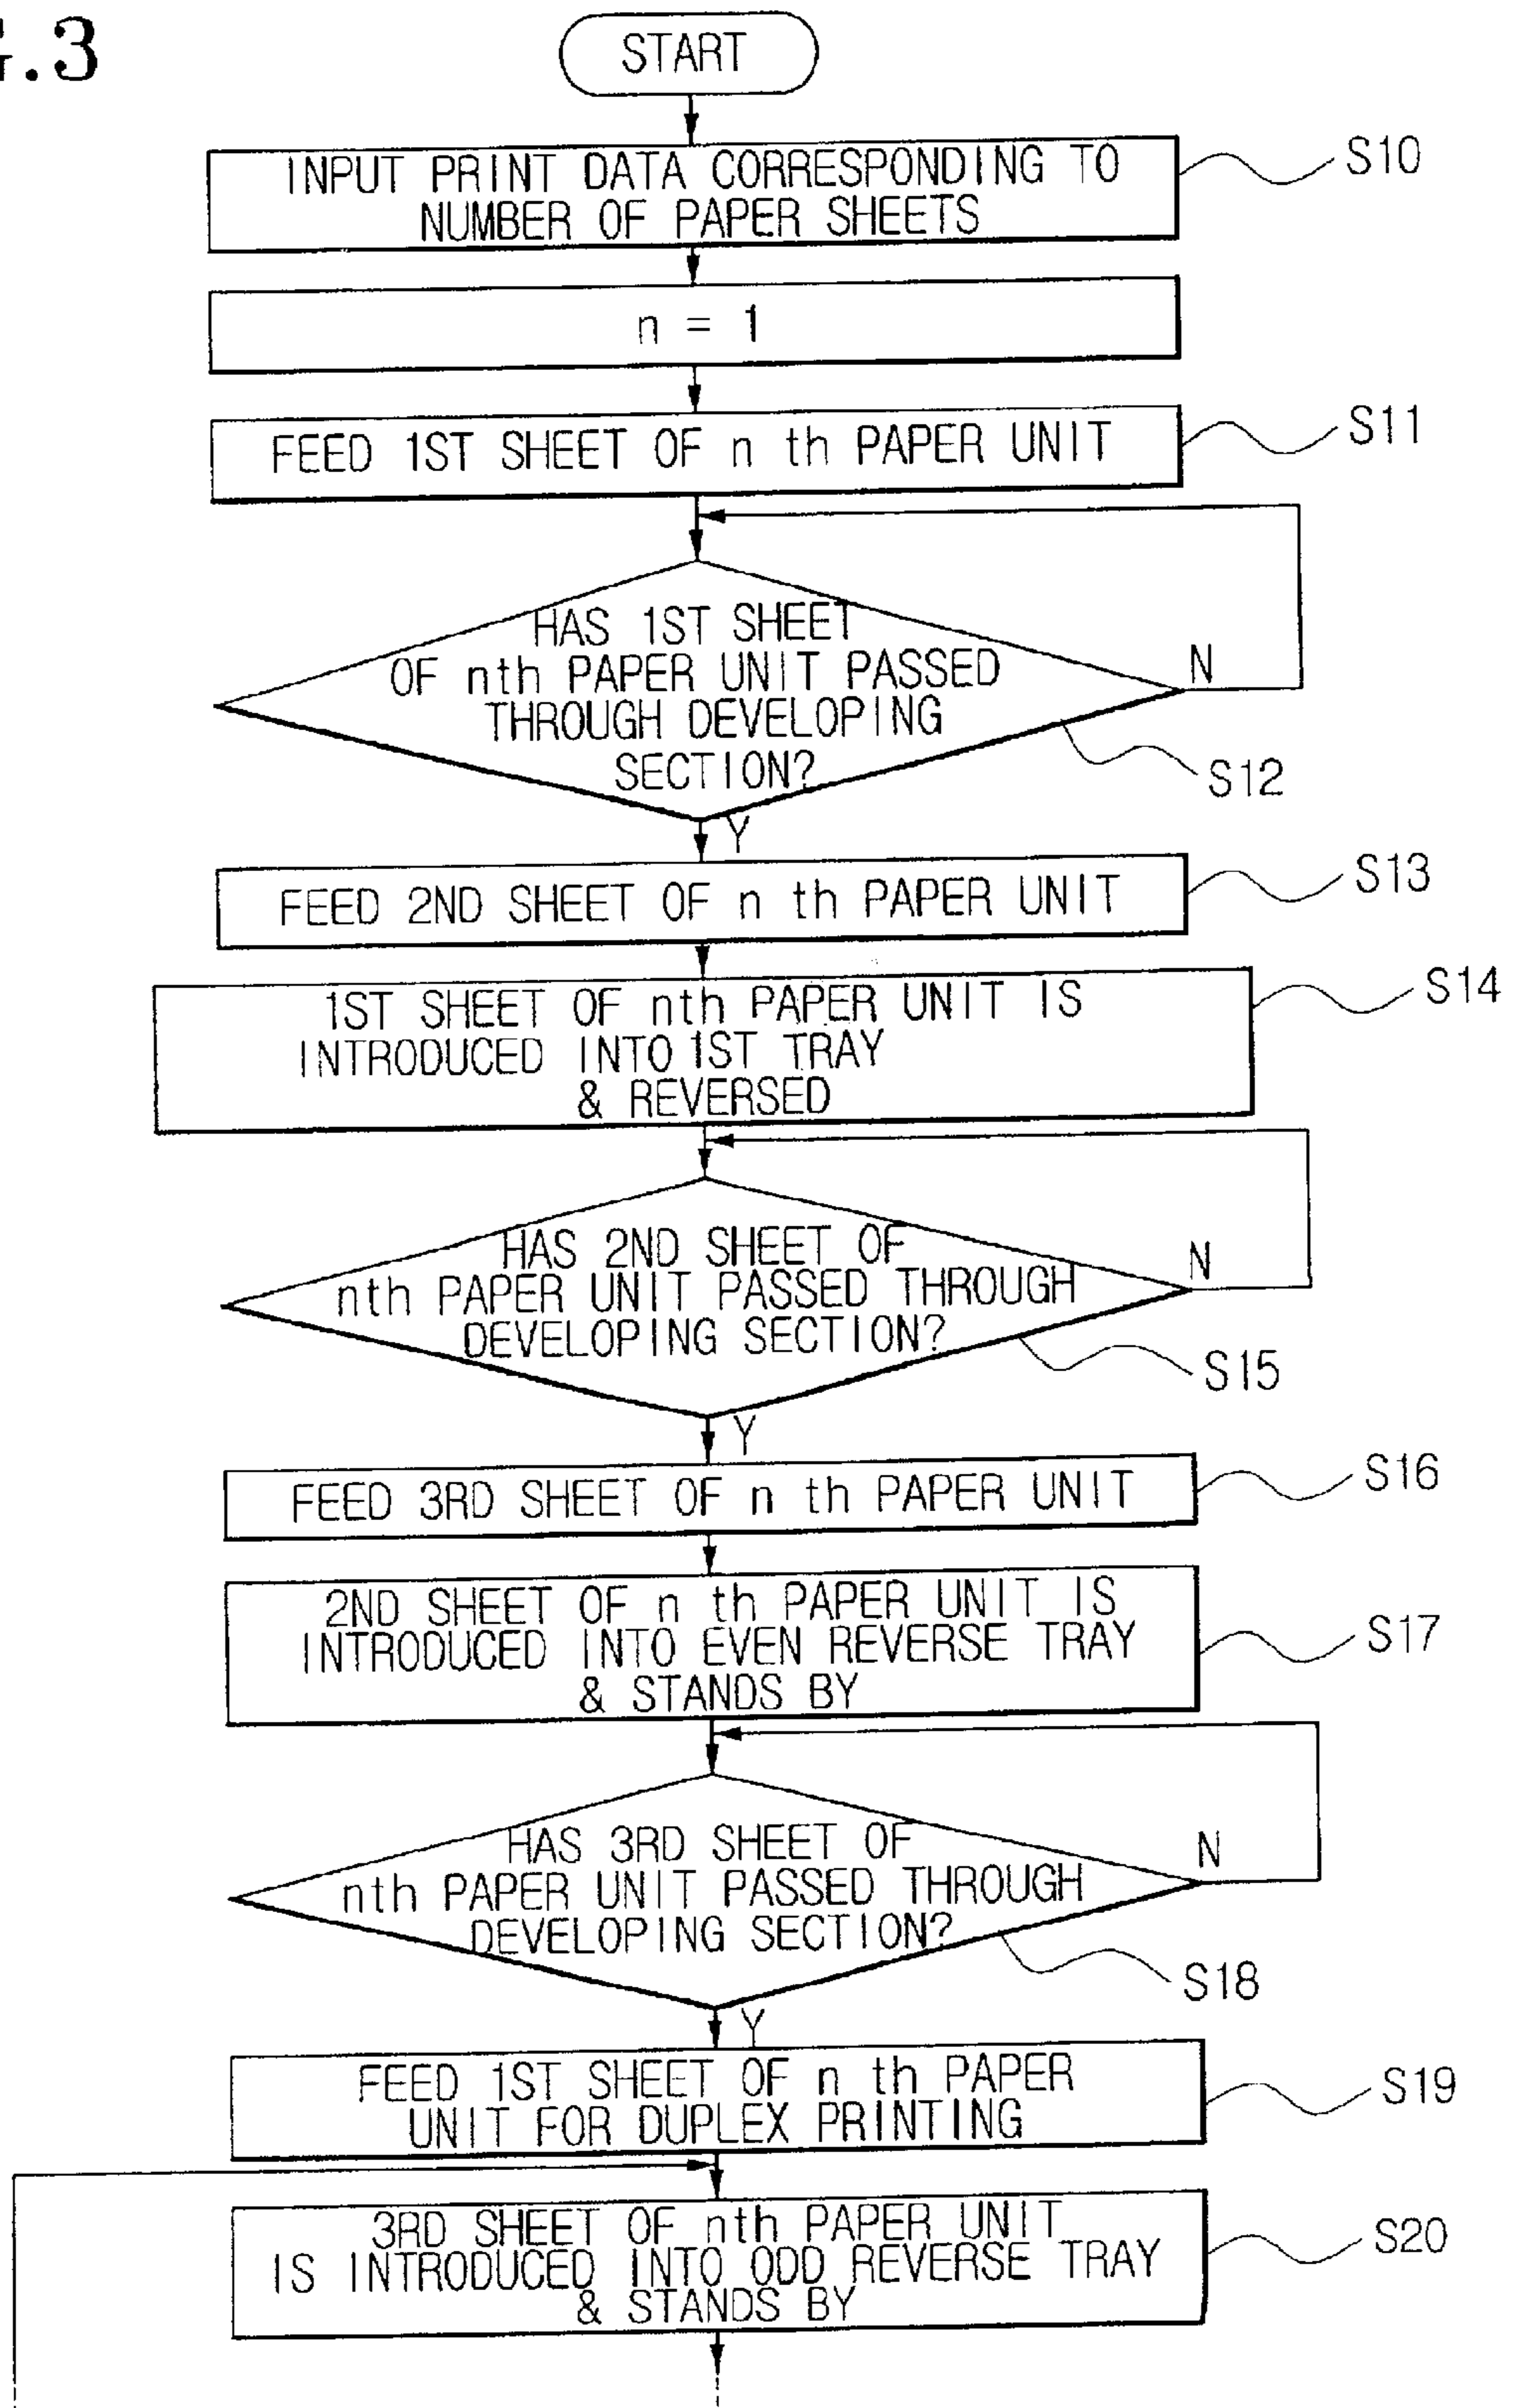 G.3
START
INPUT PRINT DATA CORRESPONDING TO
NUMBER OF PAPER SHEETS
S10
n = 1
FEED 1ST SHEET OF n th PAPER UNIT
S11
HAS 1ST SHEET
OF nth PAPER UNIT PASSED
THROUGH DEVELOPING
SECTION?
N
S12
Y
FEED 2ND SHEET OF n th PAPER UNIT
S13
1ST SHEET OF nth PAPER UNIT IS
INTRODUCED INTO 1ST TRAY
& REVERSED
S14
HAS 2ND SHEET OF
nth PAPER UNIT PASSED THROUGH
DEVELOPING SECTION?
N
S15
Y
FEED 3RD SHEET OF n th PAPER UNIT
S16
2ND SHEET OF n th PAPER UNIT IS
INTRODUCED INTO EVEN REVERSE TRAY
& STANDS BY
S17
HAS 3RD SHEET OF
nth PAPER UNIT PASSED THROUGH
DEVELOPING SECTION?
N
S18
Y
FEED 1ST SHEET OF n th PAPER
UNIT FOR DUPLEX PRINTING
S19
3RD SHEET OF nth PAPER UNIT
IS INTRODUCED INTO ODD REVERSE TRAY
& STANDS BY
S20